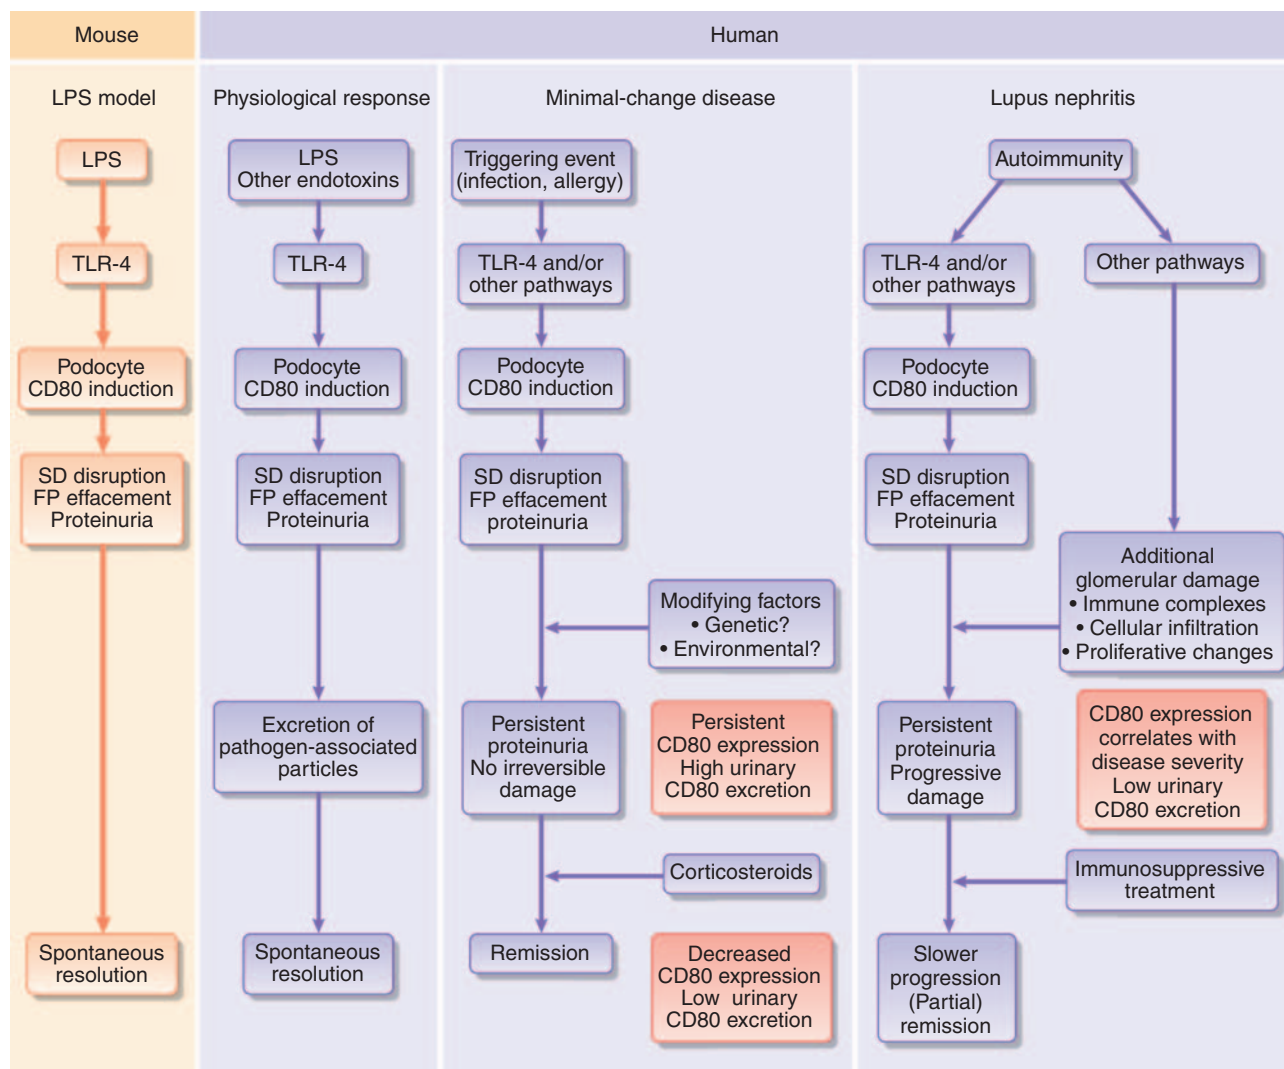 Mouse
Human
LPS model
LPS
TLR-4
Podocyte
CD80 induction
SD disruption
FP effacement
Proteinuria
Spontaneous
resolution
Physiological response
LPS
Other endotoxins
TLR-4
Podocyte
CD80 induction
SD disruption
FP effacement
Proteinuria
Excretion of
pathogen-associated
particles
Spontaneous
resolution
Minimal-change disease
Triggering event
(infection, allergy)
TLR-4 and/or
other pathways
Podocyte
CD80 induction
SD disruption
FP effacement
proteinuria
Modifying factors
• Genetic?
• Environmental?
Persistent
proteinuria
No irreversible
damage
Persistent
CD80 expression
High urinary
CD80 excretion
Corticosteroids
Remission
Decreased
CD80 expression
Low urinary
CD80 excretion
Lupus nephritis
Autoimmunity
TLR-4 and/or
other pathways
Other pathways
Podocyte
CD80 induction
SD disruption
FP effacement
Proteinuria
Additional
glomerular damage
• Immune complexes
• Cellular infiltration
• Proliferative changes
Persistent
proteinuria
Progressive
damage
CD80 expression
correlates with
disease severity
Low urinary
CD80 excretion
Immunosuppressive
treatment
Slower
progression
(Partial)
remission